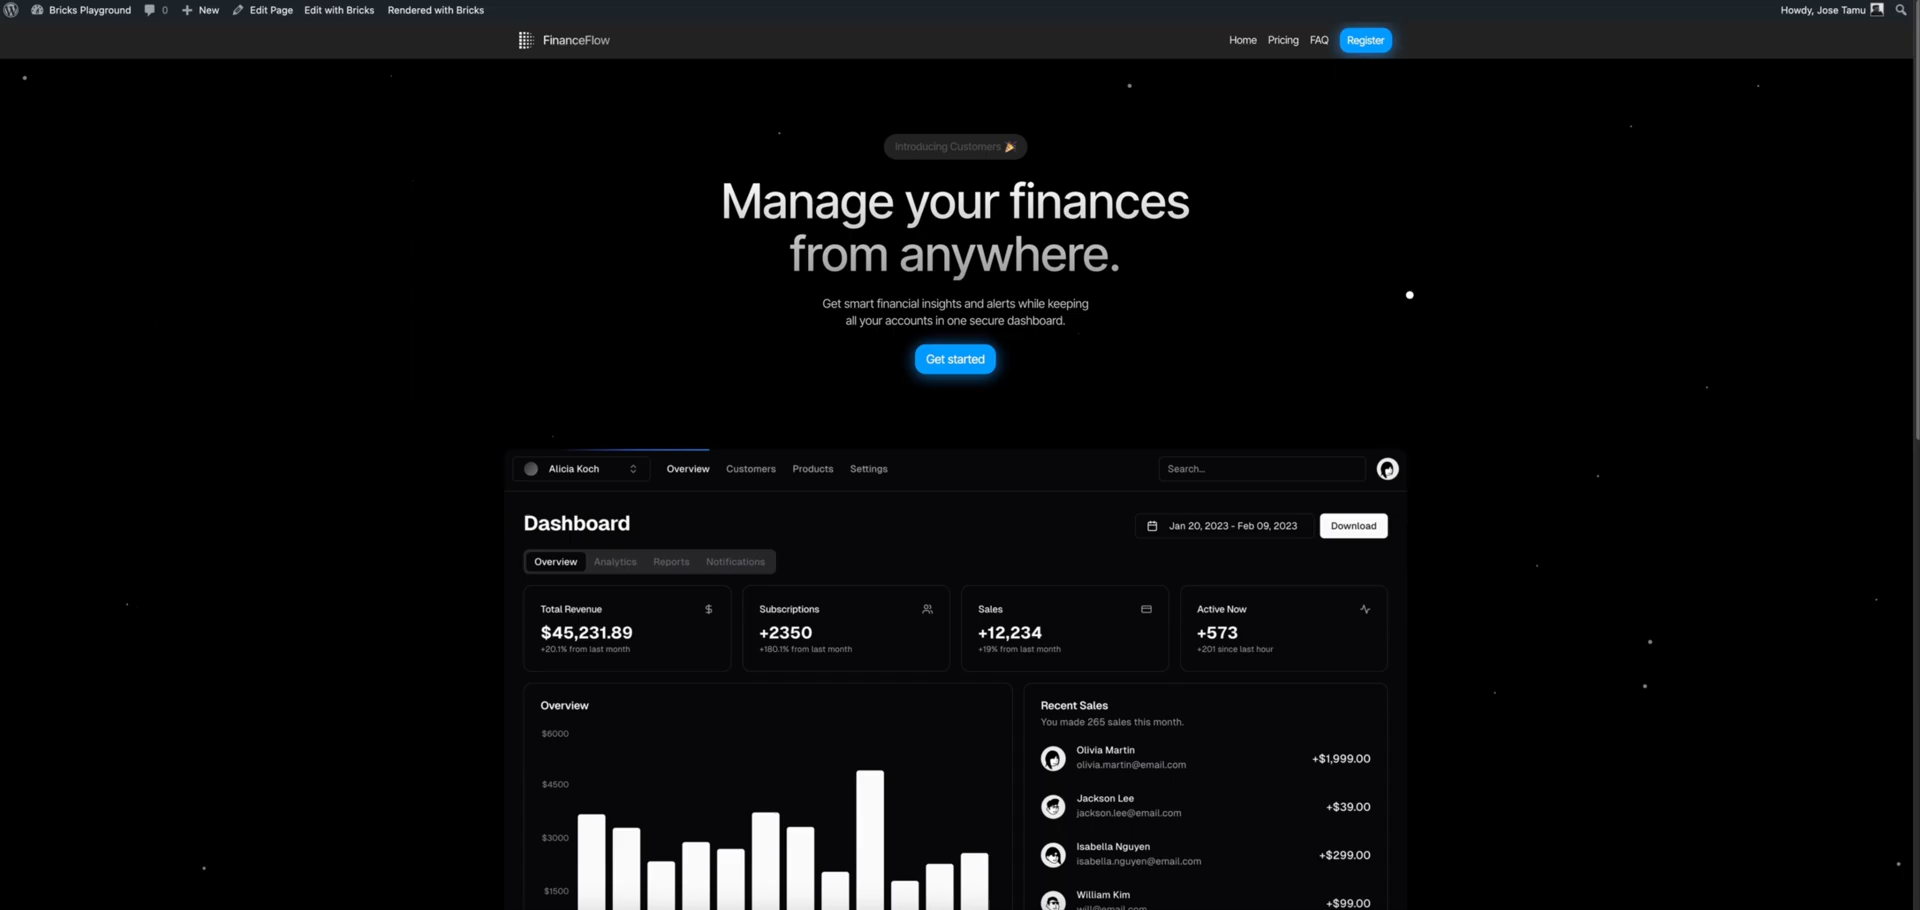 Bricks Playground 0 New Edit Page Edit with Bricks Rendered with Bricks Howdy, Jose Tamu
FinanceFlow Home Pricing FAQ Register
Introducing Customers 🎉
Manage your finances
from anywhere.
Get smart financial insights and alerts while keeping
all your accounts in one secure dashboard.
Get started
Alicia Koch Overview Customers Products Settings Search...
Dashboard Jan 20, 2023 - Feb 09, 2023 Download
Overview Analytics Reports Notifications
Total Revenue $
$45,231.89
+20.1% from last month
Subscriptions
+2350
+180.1% from last month
Sales
+12,234
+19% from last month
Active Now
+573
+201 since last hour
Overview
$6000
$4500
$3000
$1500
Recent Sales
You made 265 sales this month.
Olivia Martin
olivia.martin@email.com
+$1,999.00
Jackson Lee
jackson.lee@email.com
+$39.00
Isabella Nguyen
isabella.nguyen@email.com
+$299.00
William Kim
will@email.com
+$99.00